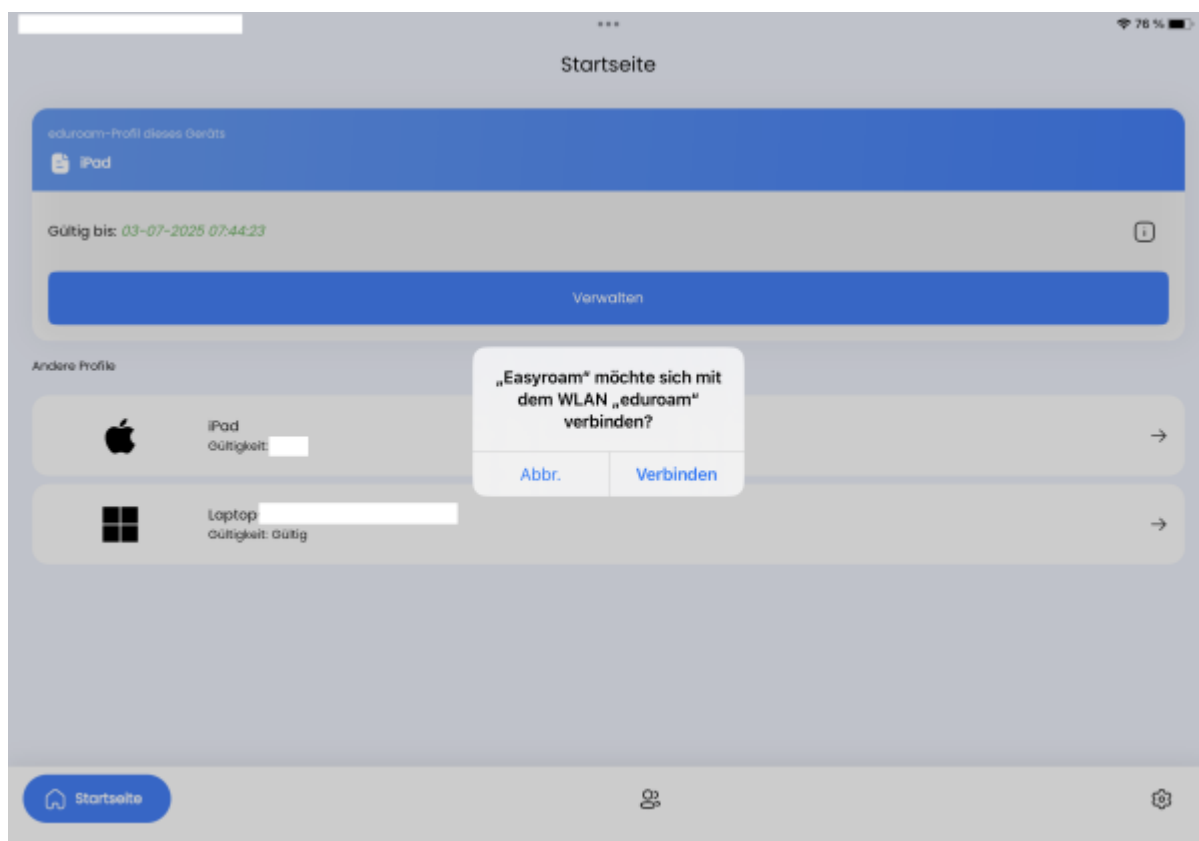 76 %
Startseite
eduroam-Profil dieses Geräts
iPad
Gültig bis: 03-07-2025 07:44:23
Verwalten
Andere Profile
„Easyroam“ möchte sich mit
dem WLAN „eduroam“
verbinden?
Abbr.
Verbinden
iPad
Gültigkeit:
Laptop
Gültigkeit: Gültig
Startseite